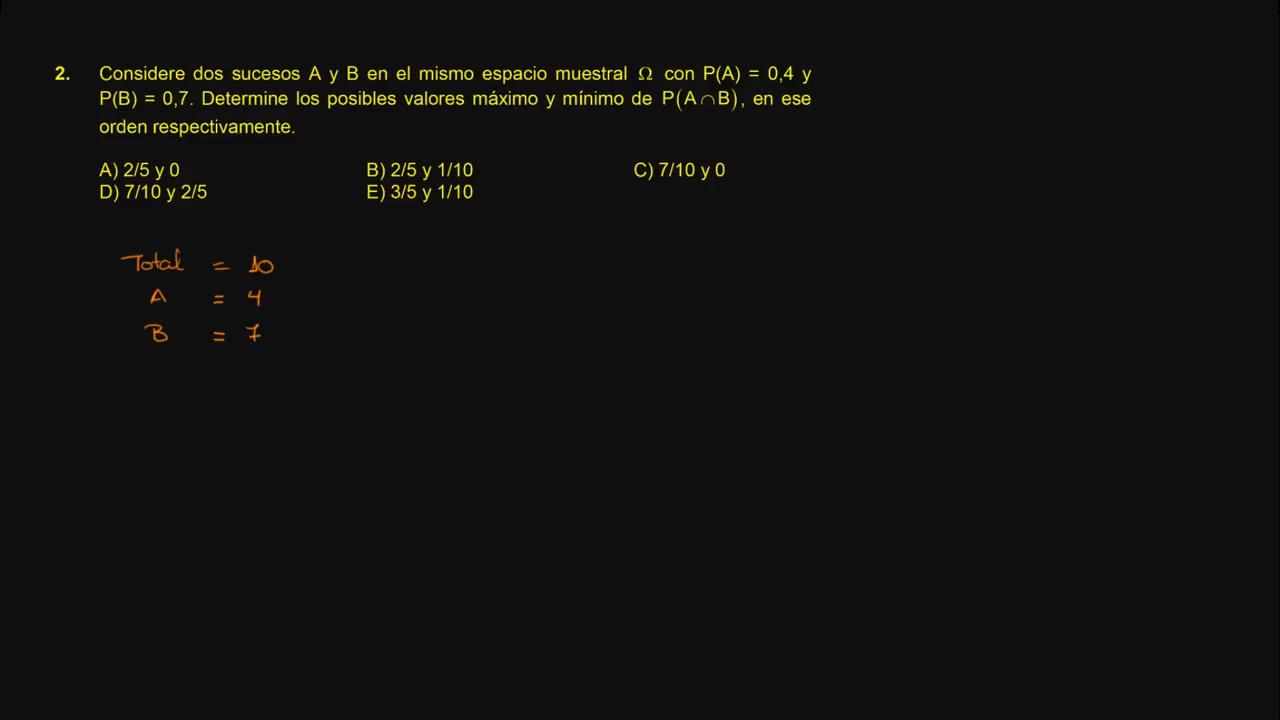 2. Considere dos sucesos A y B en el mismo espacio muestral Ω con P(A) = 0,4 y
P(B) = 0,7. Determine los posibles valores máximo y mínimo de P(A∩B), en ese
orden respectivamente.
A) 2/5 y 0 B) 2/5 y 1/10 C) 7/10 y 0
D) 7/10 y 2/5 E) 3/5 y 1/10
Total = 10
A = 4
B = 7